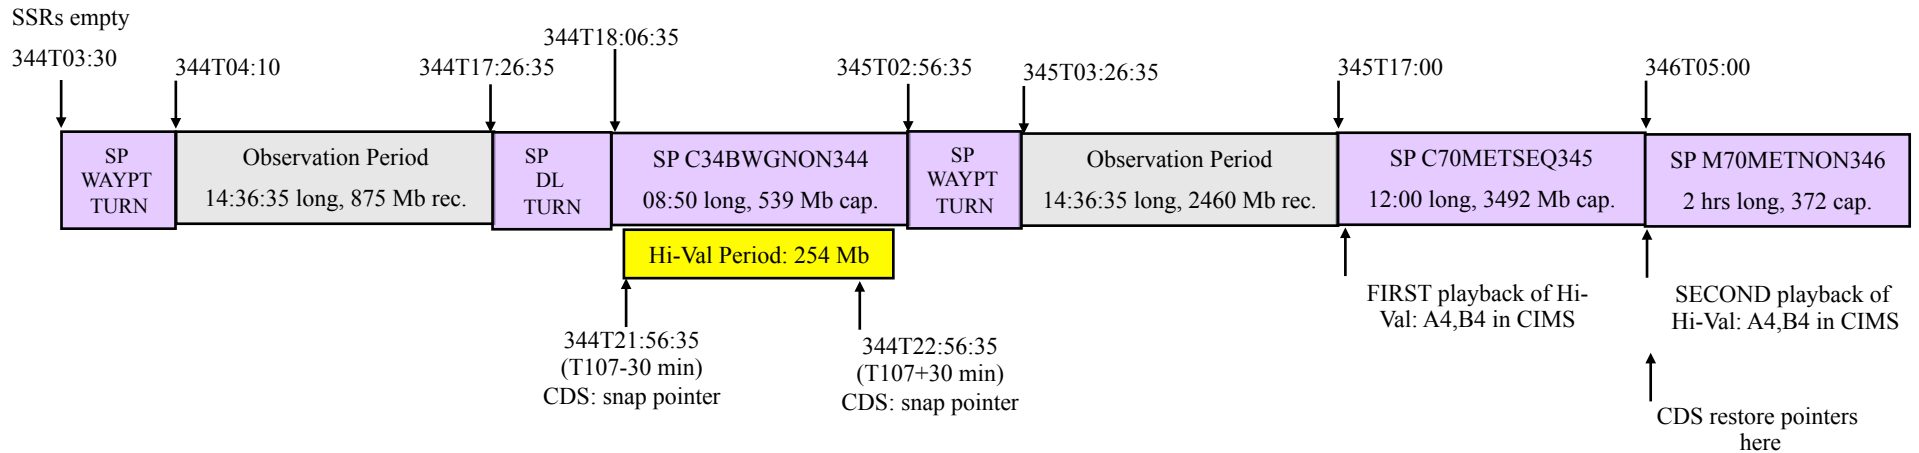 SSRs empty
344T03:30
344T04:10
344T17:26:35
344T18:06:35
345T02:56:35
345T03:26:35
345T17:00
346T05:00
SP
WAYPT
TURN
Observation Period
14:36:35 long, 875 Mb rec.
SP
DL
TURN
SP C34BWGNON344
08:50 long, 539 Mb cap.
SP
WAYPT
TURN
Observation Period
14:36:35 long, 2460 Mb rec.
SP C70METSEQ345
12:00 long, 3492 Mb cap.
SP M70METNON346
2 hrs long, 372 cap.
Hi-Val Period: 254 Mb
344T21:56:35
(T107-30 min)
CDS: snap pointer
344T22:56:35
(T107+30 min)
CDS: snap pointer
FIRST playback of Hi-
Val: A4,B4 in CIMS
SECOND playback of
Hi-Val: A4,B4 in CIMS
CDS restore pointers
here